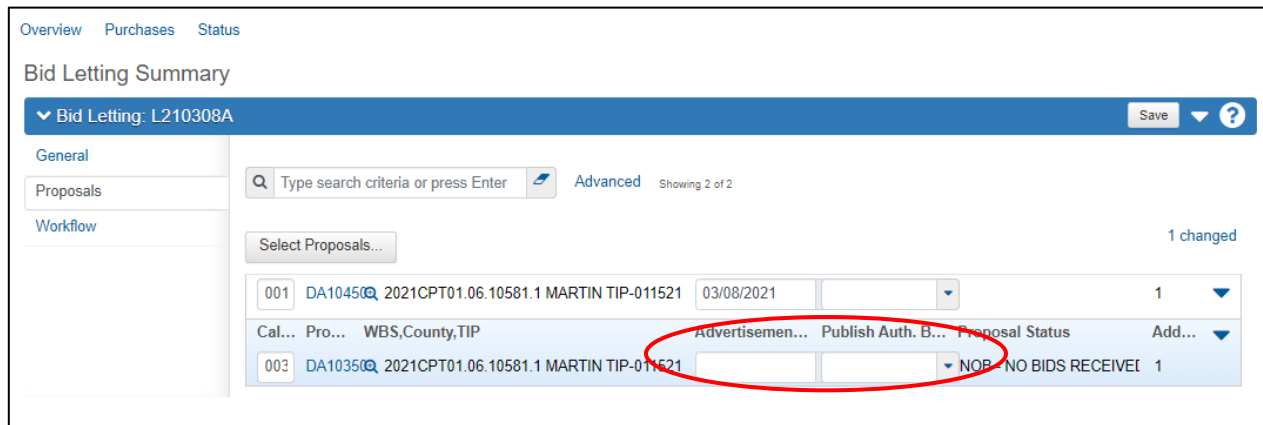 Overview Purchases Status
Bid Letting Summary
Bid Letting: L210308A Save ?
General
Proposals
Workflow
Type search criteria or press Enter Advanced Showing 2 of 2
Select Proposals... 1 changed
001 DA10450 2021CPT01.06.10581.1 MARTIN TIP-011521 03/08/2021 1
Cal... Pro... WBS,County,TIP Advertisemen... Publish Auth. B... Proposal Status Add...
003 DA10350 2021CPT01.06.10581.1 MARTIN TIP-011521 NOB - NO BIDS RECEIVED 1